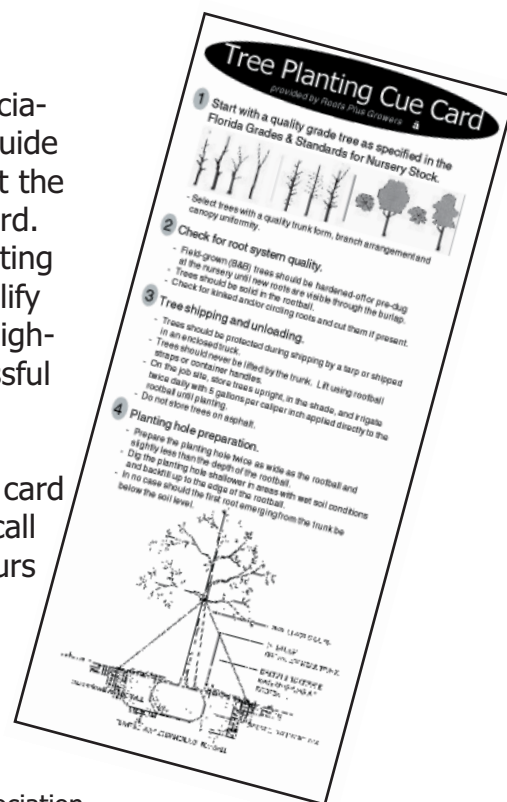 cia-
uide
t the
rd.
ting
lify
igh-
sful
card
call
urs
ociation
Tree Planting Cue Card
provided by Roots Plus Growers
1 Start with a quality grade tree as specified in the
Florida Grades & Standards for Nursery Stock.
- Select trees with a quality trunk form, branch arrangement and
canopy uniformity.
2 Check for root system quality.
- Field-grown (B&B) trees should be hardened-off or pre-dug
at the nursery until new roots are visible through the burlap.
- Trees should be solid in the rootball.
- Check for kinked and/or circling roots and cut them if present.
3 Tree shipping and unloading.
- Trees should be protected during shipping by a tarp or shipped
in an enclosed truck.
- Trees should never be lifted by the trunk. Lift using rootball
straps or container handles.
- On the job site, store trees upright, in the shade, and irrigate
twice daily with 5 gallons per caliper inch applied directly to the
rootball until planting.
- Do not store trees on asphalt.
4 Planting hole preparation.
- Prepare the planting hole twice as wide as the rootball and
slightly less than the depth of the rootball.
- Dig the planting hole shallower in areas with wet soil conditions
and backfill up to the edge of the rootball.
- In no case should the first root emerging from the trunk be
below the soil level.